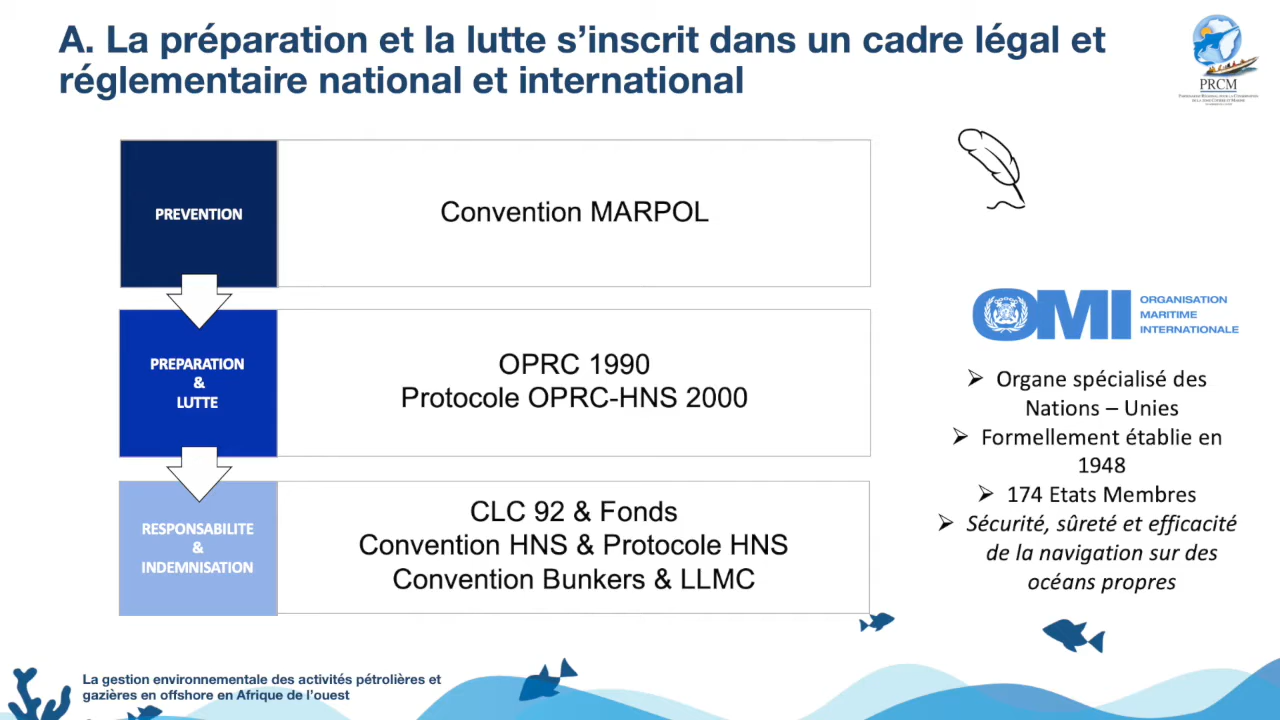 A. La préparation et la lutte s’inscrit dans un cadre légal et
réglementaire national et international
PRCM
PREVENTION
Convention MARPOL
PREPARATION
&
LUTTE
OPRC 1990
Protocole OPRC-HNS 2000
RESPONSABILITE
&
INDEMNISATION
CLC 92 & Fonds
Convention HNS & Protocole HNS
Convention Bunkers & LLMC
OMI
ORGANISATION
MARITIME
INTERNATIONALE
➢ Organe spécialisé des
Nations – Unies
➢ Formellement établie en
1948
➢ 174 Etats Membres
➢ Sécurité, sûreté et efficacité
de la navigation sur des
océans propres
La gestion environnementale des activités pétrolières et
gazières en offshore en Afrique de l’ouest